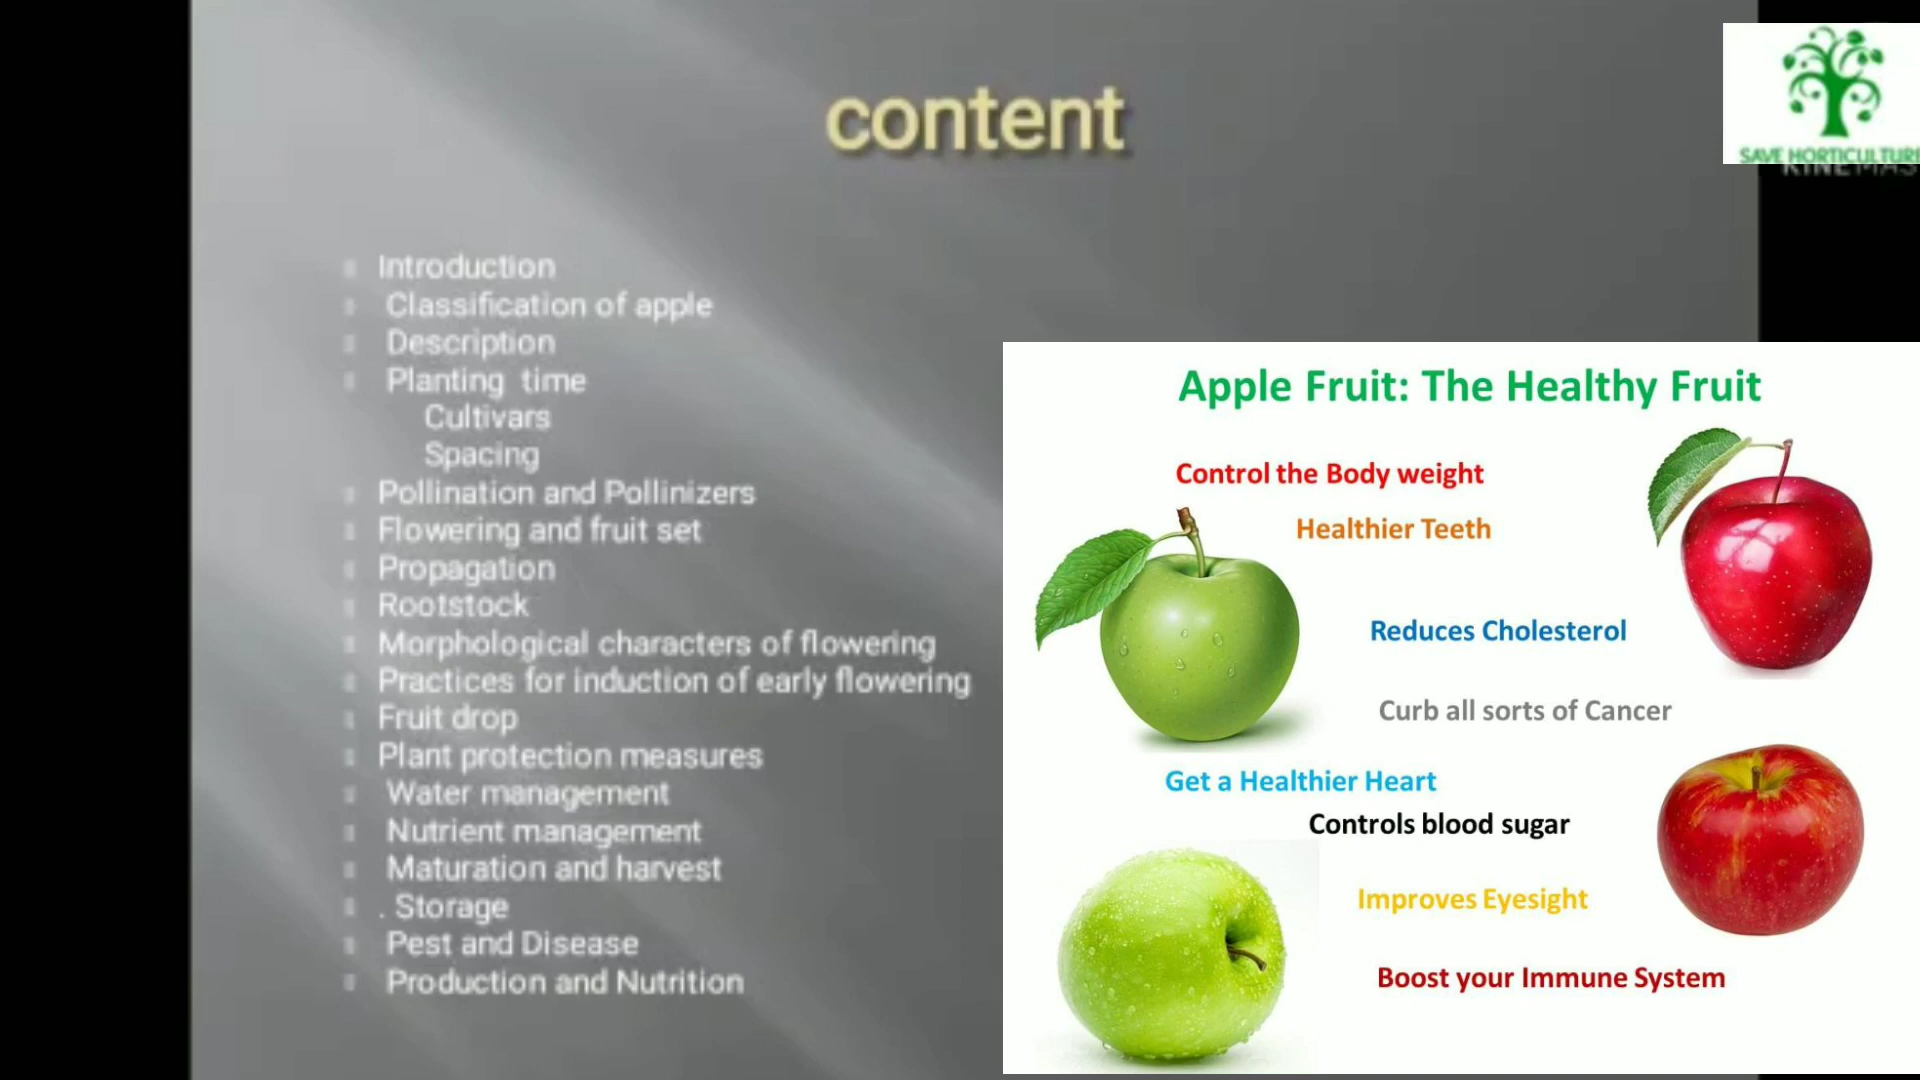 content
SAVE HORTICULTURE
Introduction
Classification of apple
Description
Planting time
Cultivars
Spacing
Pollination and Pollinizers
Flowering and fruit set
Propagation
Rootstock
Morphological characters of flowering
Practices for induction of early flowering
Fruit drop
Plant protection measures
Water management
Nutrient management
Maturation and harvest
. Storage
Pest and Disease
Production and Nutrition
Apple Fruit: The Healthy Fruit
Control the Body weight
Healthier Teeth
Reduces Cholesterol
Curb all sorts of Cancer
Get a Healthier Heart
Controls blood sugar
Improves Eyesight
Boost your Immune System